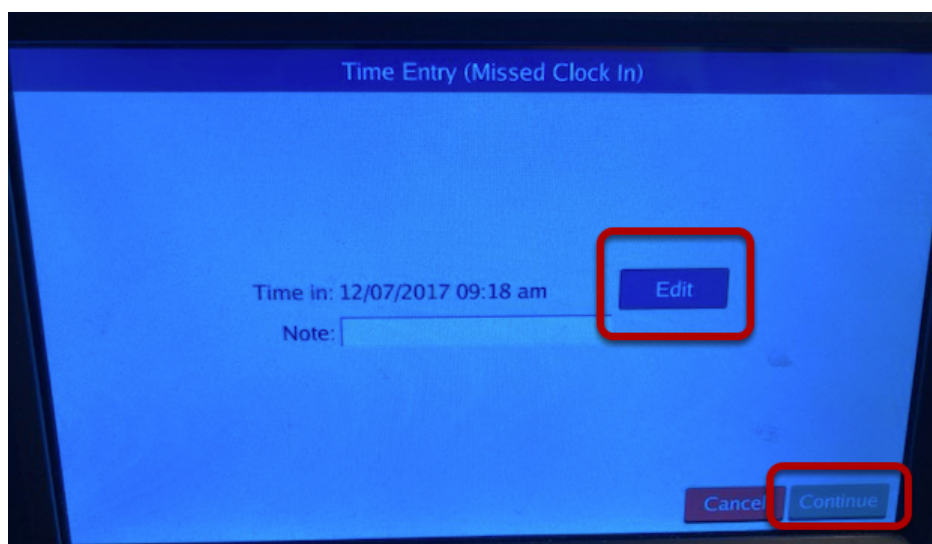 Time Entry (Missed Clock In)
Time in: 12/07/2017 09:18 am Edit
Note:
Cancel Continue